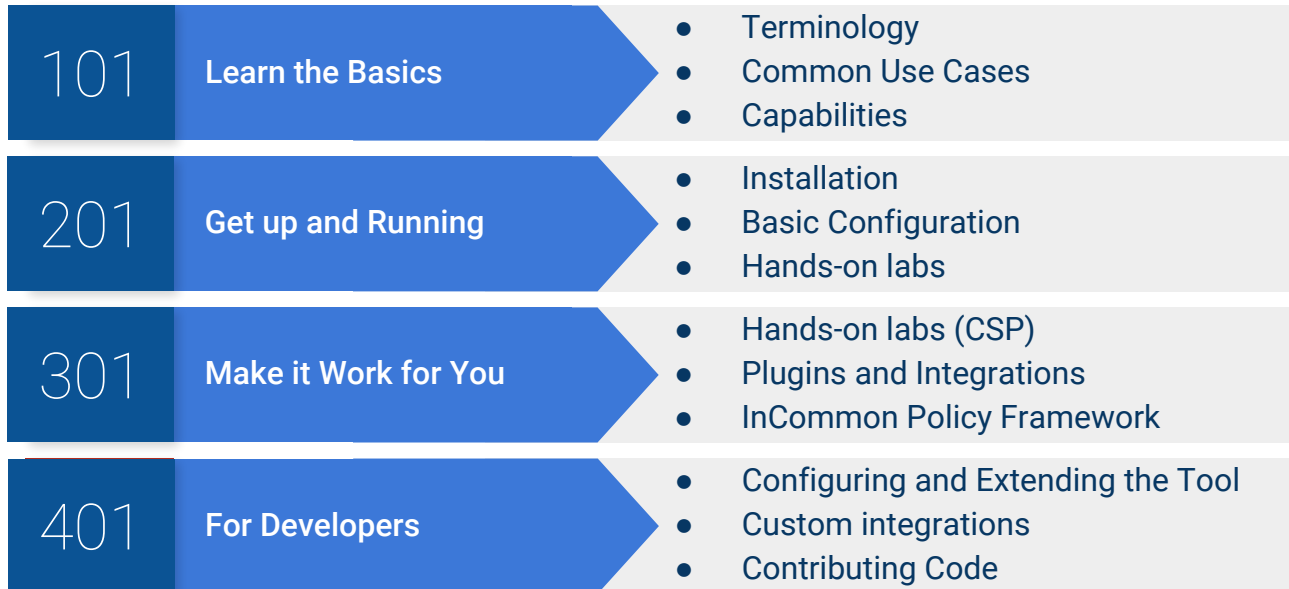 101
Learn the Basics
● Terminology
● Common Use Cases
● Capabilities
201
Get up and Running
● Installation
● Basic Configuration
● Hands-on labs
301
Make it Work for You
● Hands-on labs (CSP)
● Plugins and Integrations
● InCommon Policy Framework
401
For Developers
● Configuring and Extending the Tool
● Custom integrations
● Contributing Code